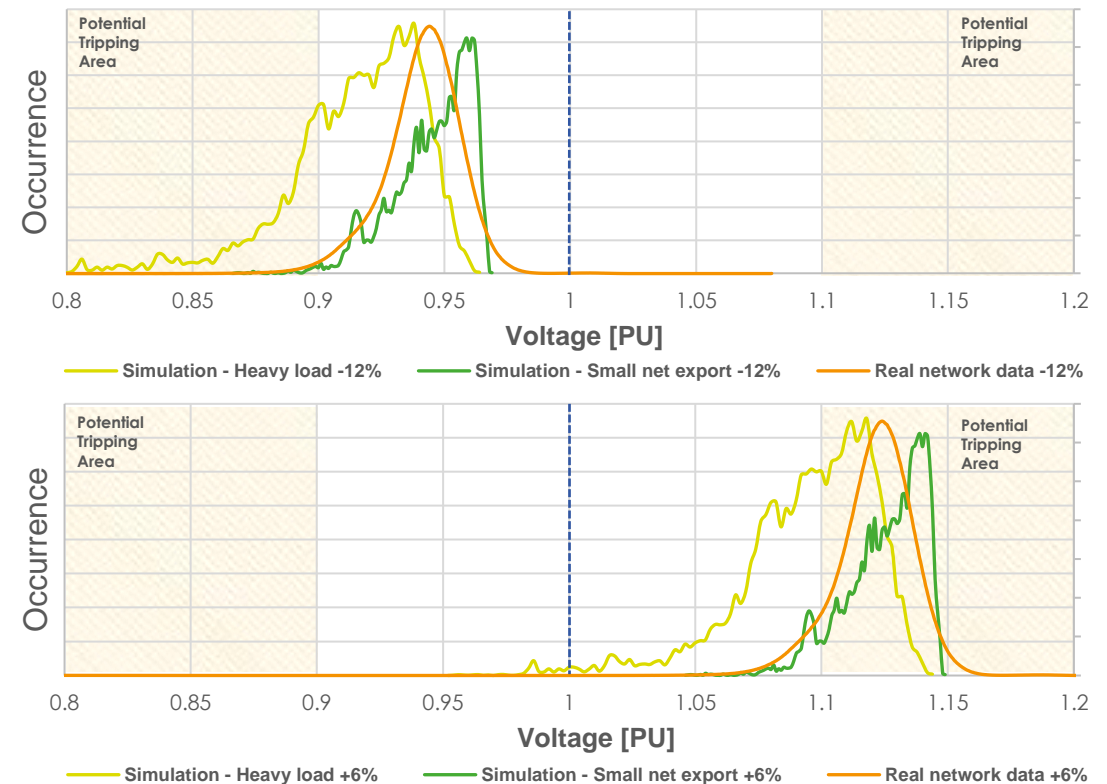 Potential
Tripping
Area
Potential
Tripping
Area
Occurrence
0.8 0.85 0.9 0.95 1 1.05 1.1 1.15 1.2
Voltage [PU]
Simulation - Heavy load -12% Simulation - Small net export -12% Real network data -12%
Potential
Tripping
Area
Potential
Tripping
Area
Occurrence
0.8 0.85 0.9 0.95 1 1.05 1.1 1.15 1.2
Voltage [PU]
Simulation - Heavy load +6% Simulation - Small net export +6% Real network data +6%